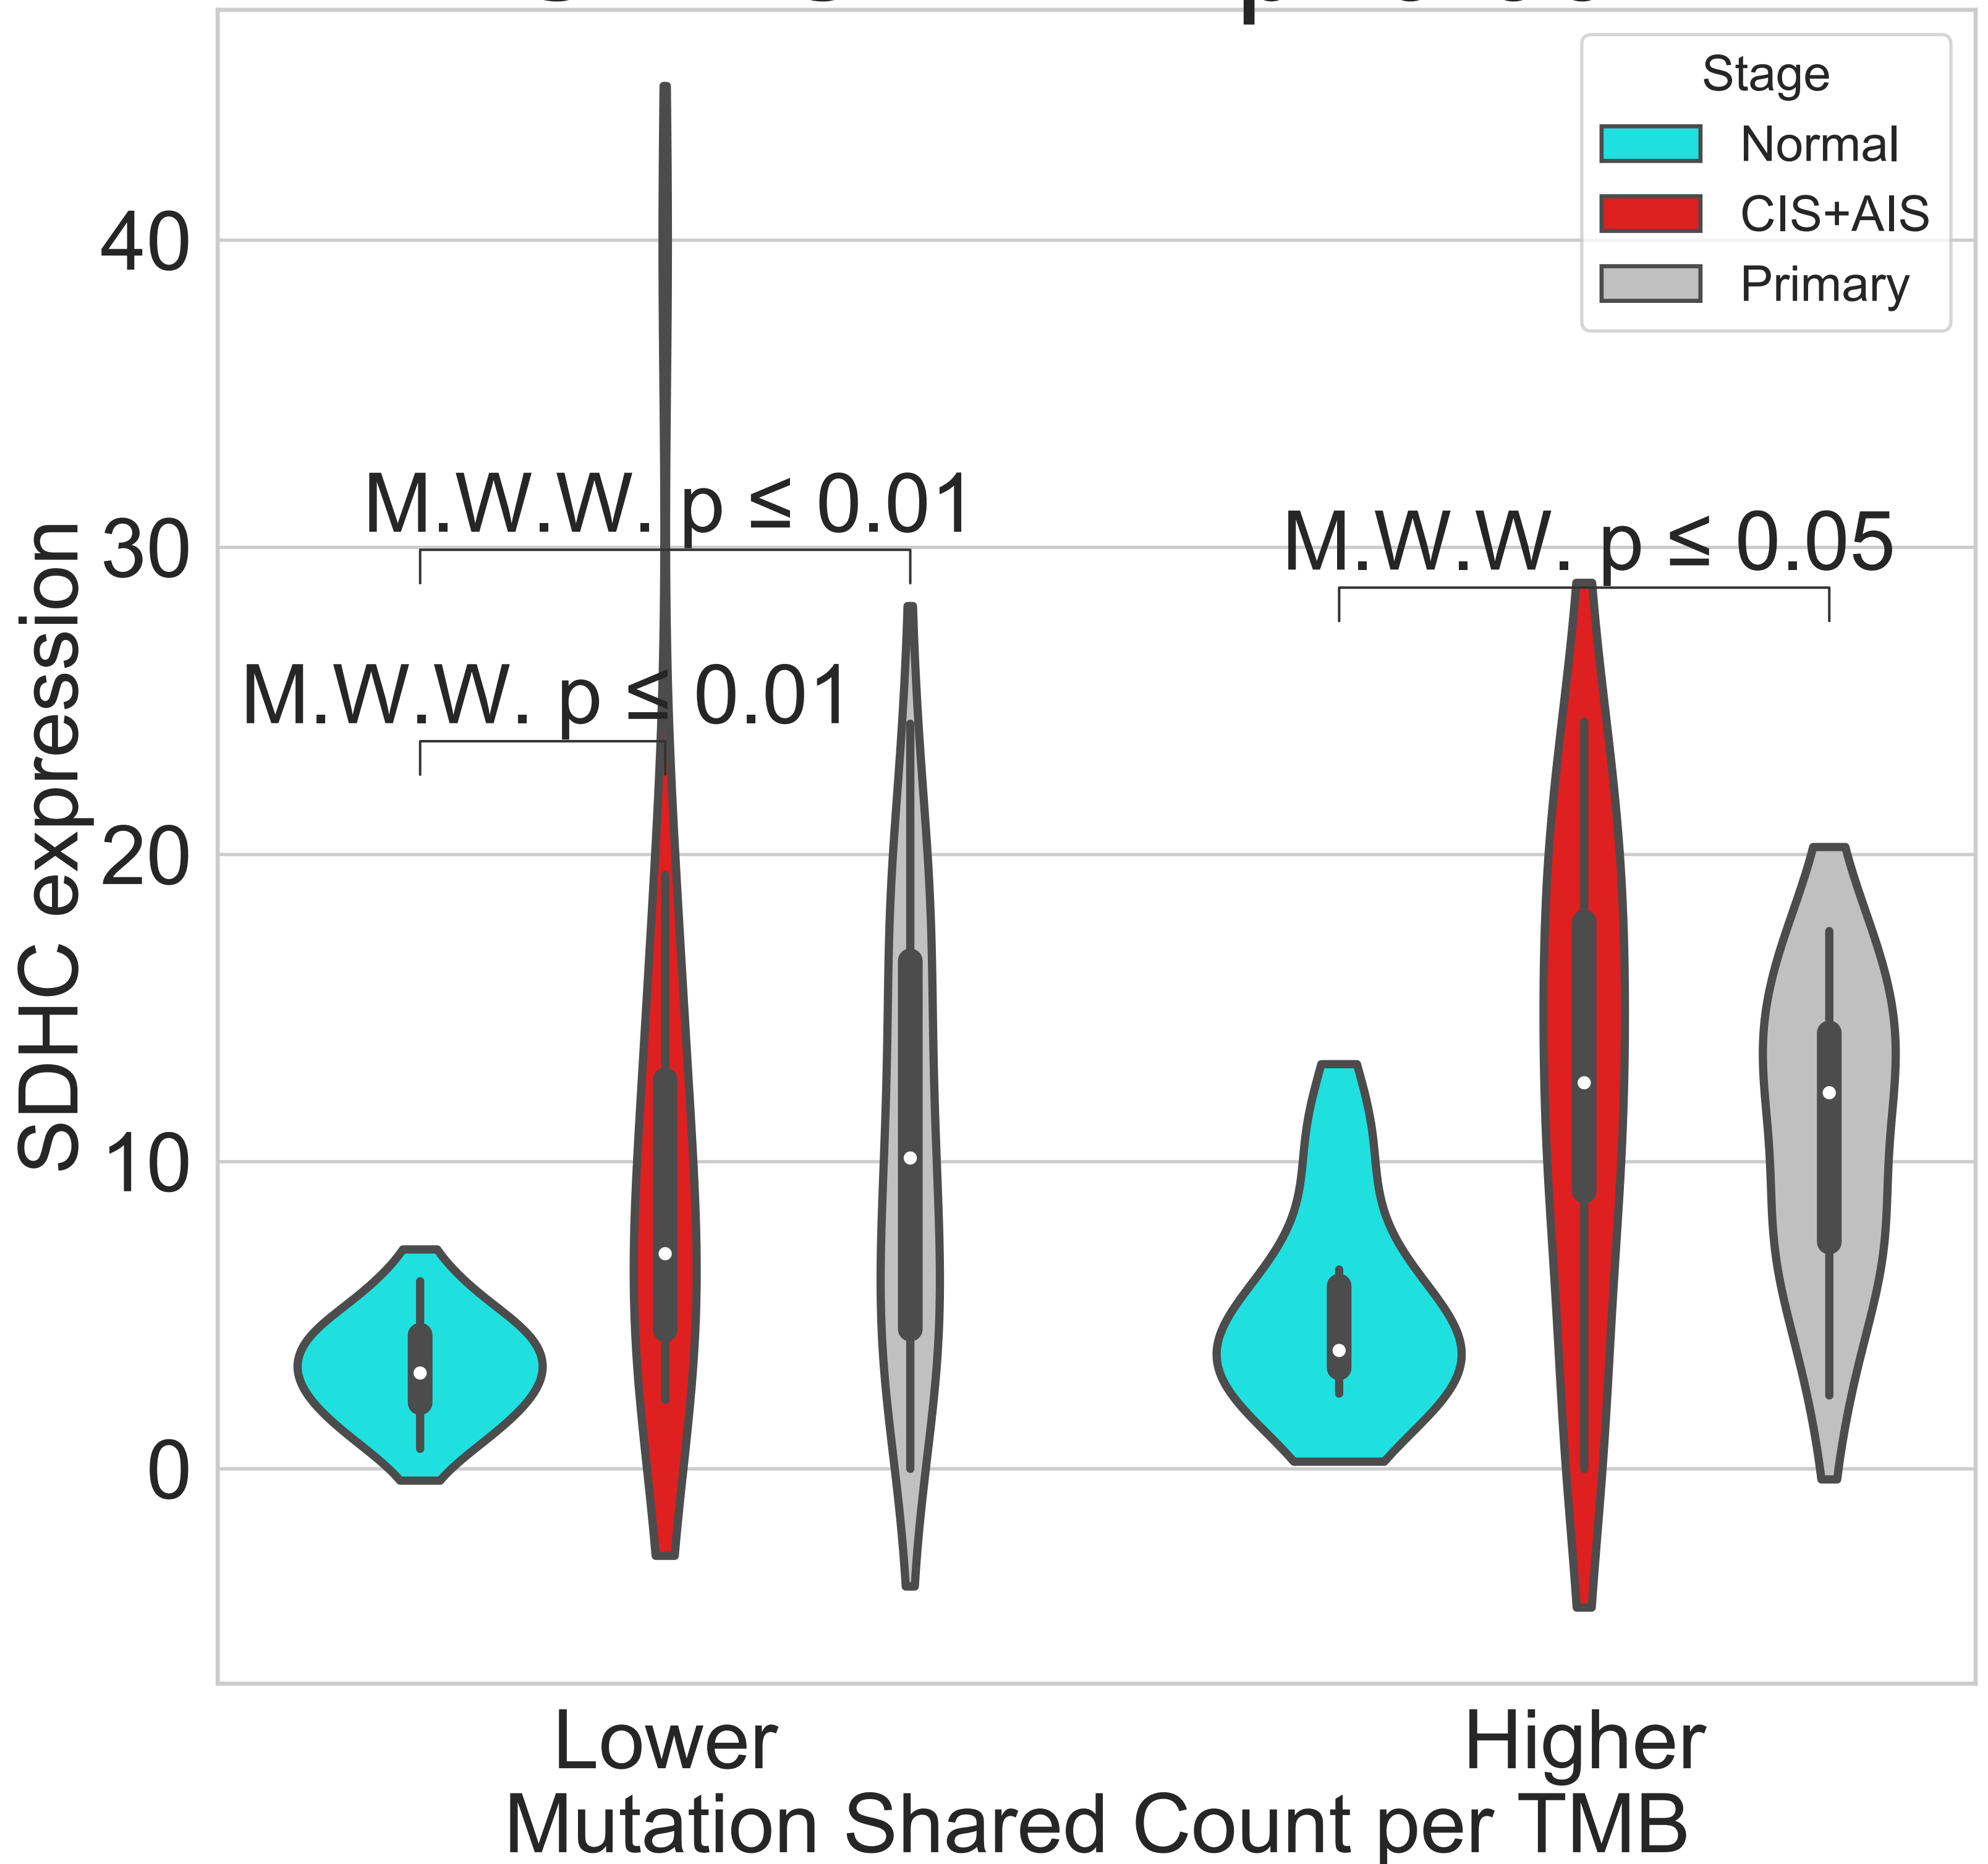 Stage
Normal
CIS+AIS
Primary
SDHC expression
40
30
20
10
0
M.W.W. p ≤ 0.01
M.W.W. p ≤ 0.01
M.W.W. p ≤ 0.05
Lower
Higher
Mutation Shared Count per TMB